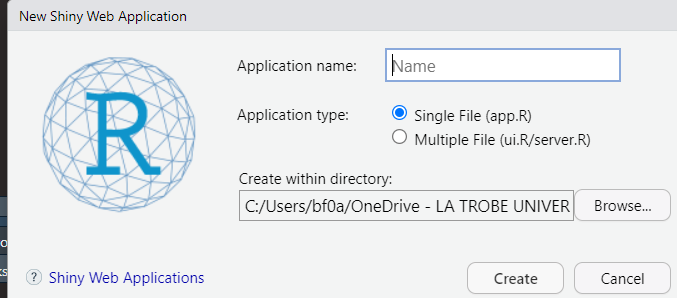 New Shiny Web Application
Application name:
Name
Application type:
Single File (app.R)
Multiple File (ui.R/server.R)
Create within directory:
C:/Users/bf0a/OneDrive - LA TROBE UNIVER
Browse...
R
? Shiny Web Applications
Create
Cancel